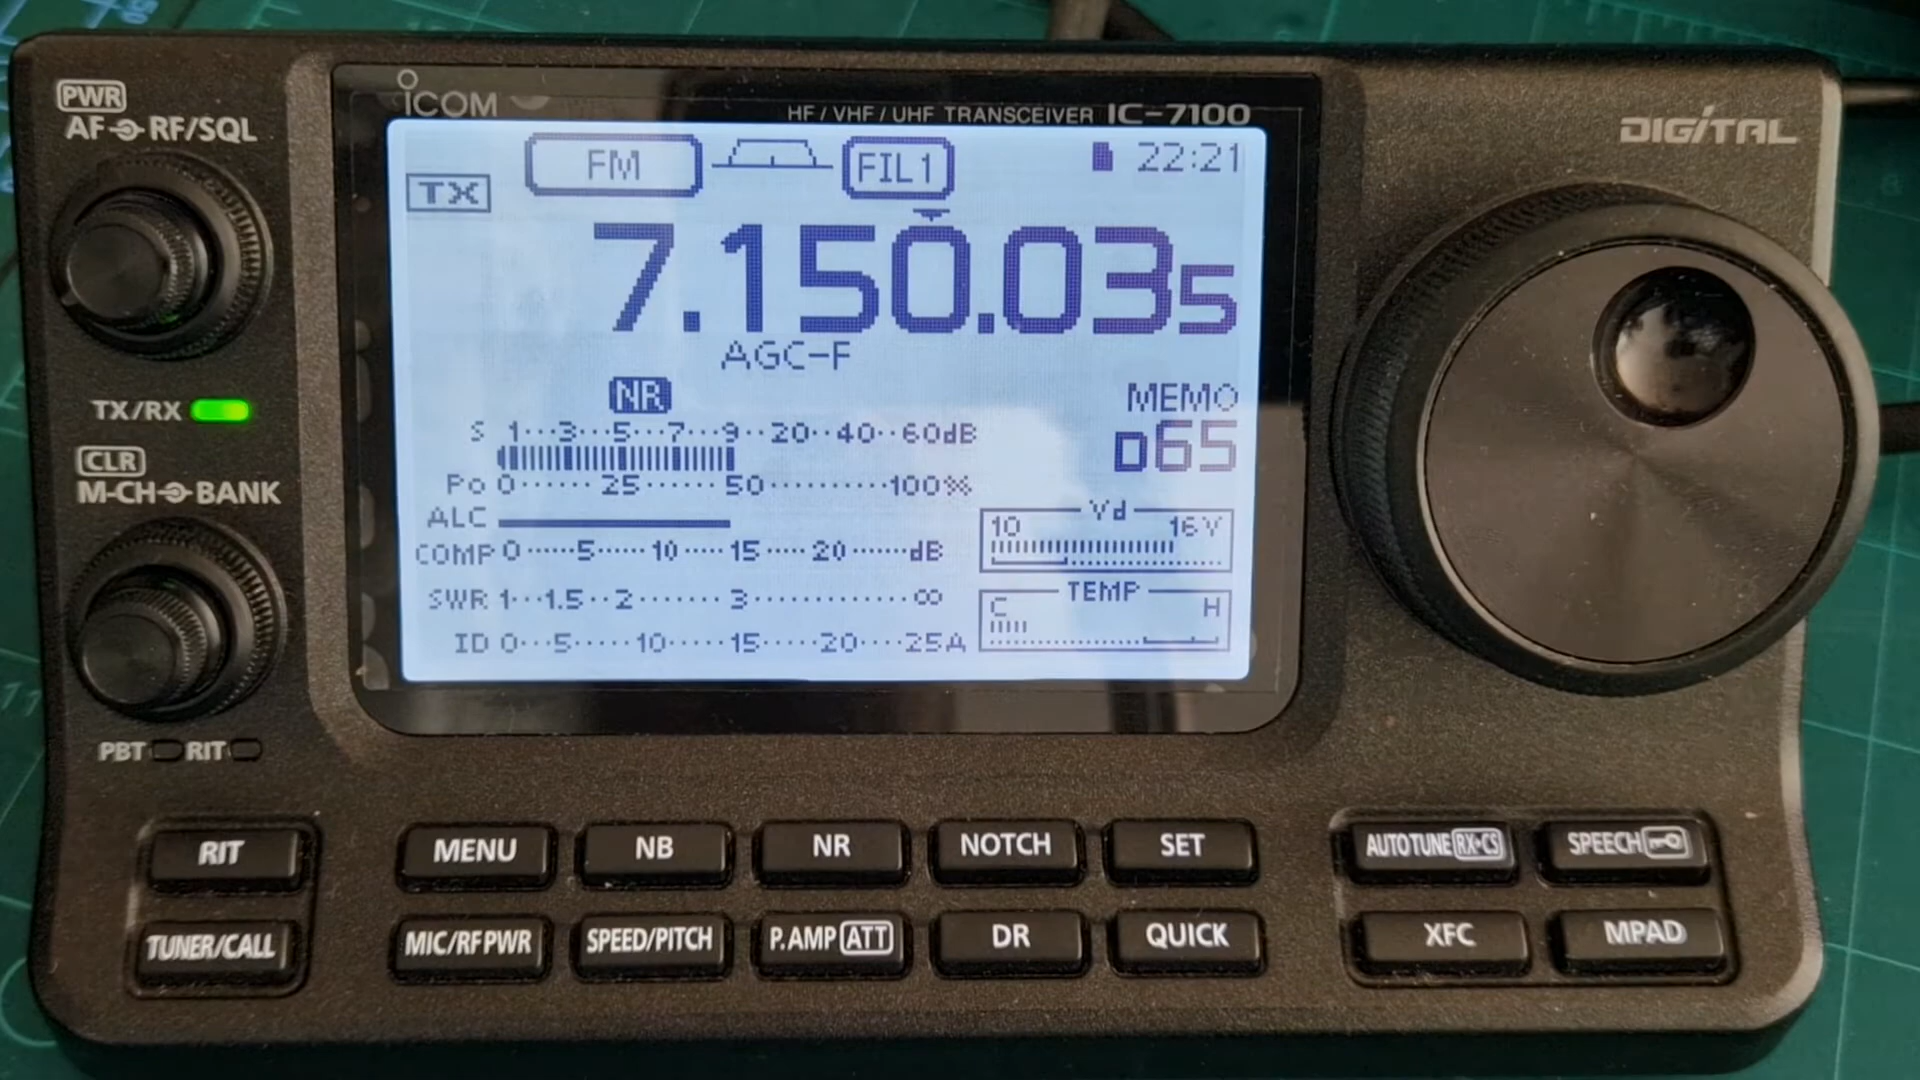 PWR
AF RF/SQL
TX/RX
CLR
M-CH BANK
PBT RIT
ICOM
HF/VHF/UHF TRANSCEIVER IC-7100
DIGITAL
FM FIL1 22:21
TX
7.150.035
AGC-F
NR
MEMO
065
S 1···3··5··7··9··20··40··60dB
Po 0······25······50·········100%
ALC
COMP 0······5······10·····15·····20······dB
SWR 1···1.5··2·······3············∞
ID 0···5·····10·····15·····20····25A
Vd
10 16V
TEMP
C H
RIT
TUNER/CALL
MENU NB NR NOTCH SET
MIC/RF PWR SPEED/PITCH P.AMP ATT DR QUICK
AUTOTUNE RX▸CS SPEECH
XFC MPAD